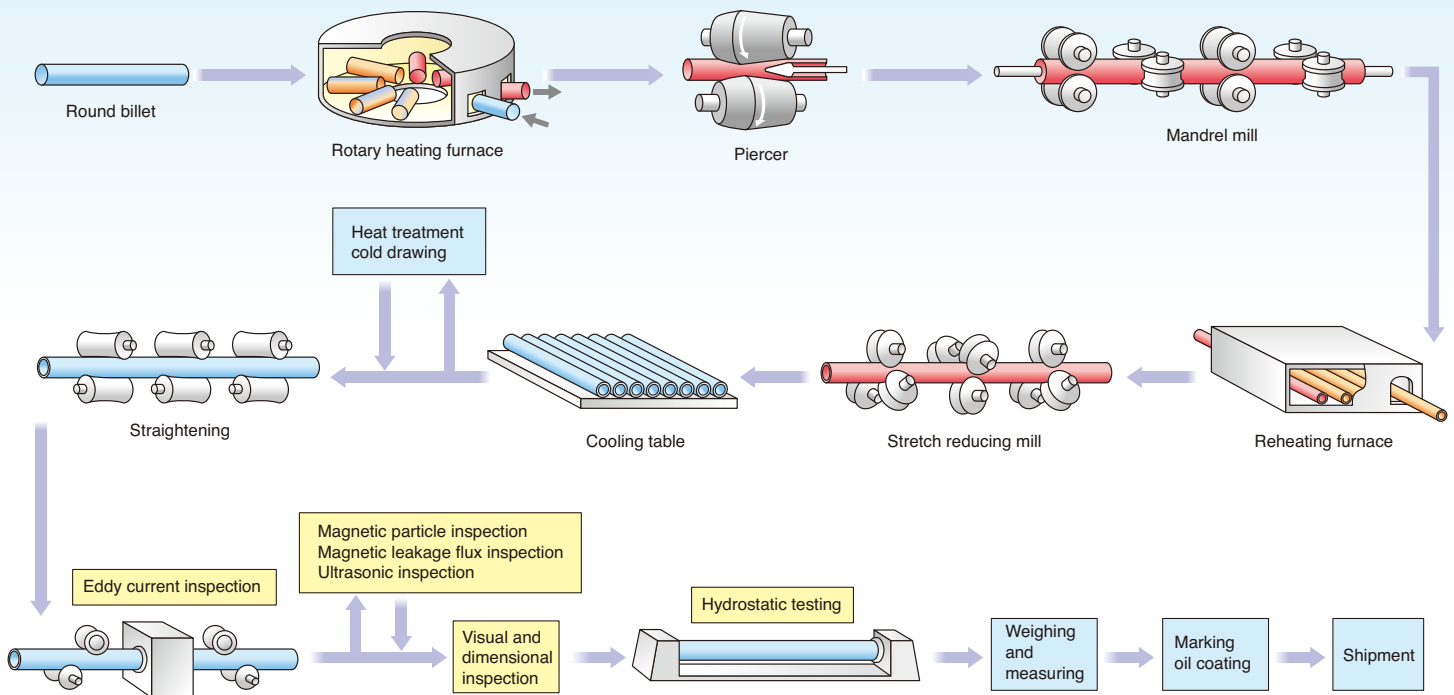 Round billet
Rotary heating furnace
Piercer
Mandrel mill
Heat treatment
cold drawing
Straightening
Cooling table
Stretch reducing mill
Reheating furnace
Eddy current inspection
Magnetic particle inspection
Magnetic leakage flux inspection
Ultrasonic inspection
Visual and
dimensional
inspection
Hydrostatic testing
Weighing
and
measuring
Marking
oil coating
Shipment